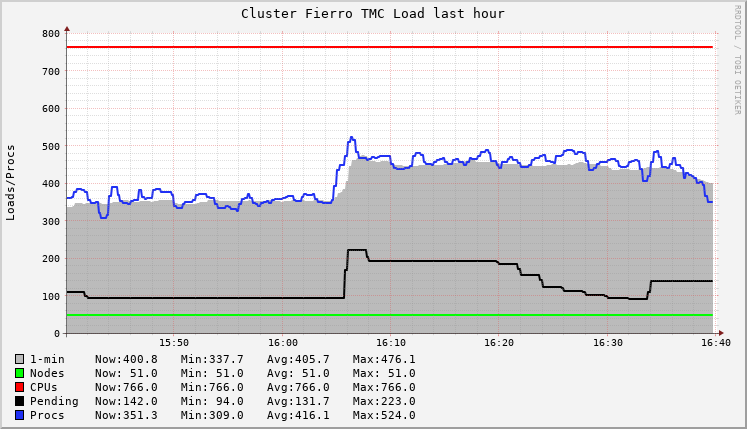 Cluster Fierro TMC Load last hour
RRDTOOL / TOBI OETIKER
Loads/Procs
800
700
600
500
400
300
200
100
0
15:50 16:00 16:10 16:20 16:30 16:40
1-min Now:400.8 Min:337.7 Avg:405.7 Max:476.1
Nodes Now: 51.0 Min: 51.0 Avg: 51.0 Max: 51.0
CPUs Now:766.0 Min:766.0 Avg:766.0 Max:766.0
Pending Now:142.0 Min: 94.0 Avg:131.7 Max:223.0
Procs Now:351.3 Min:309.0 Avg:416.1 Max:524.0